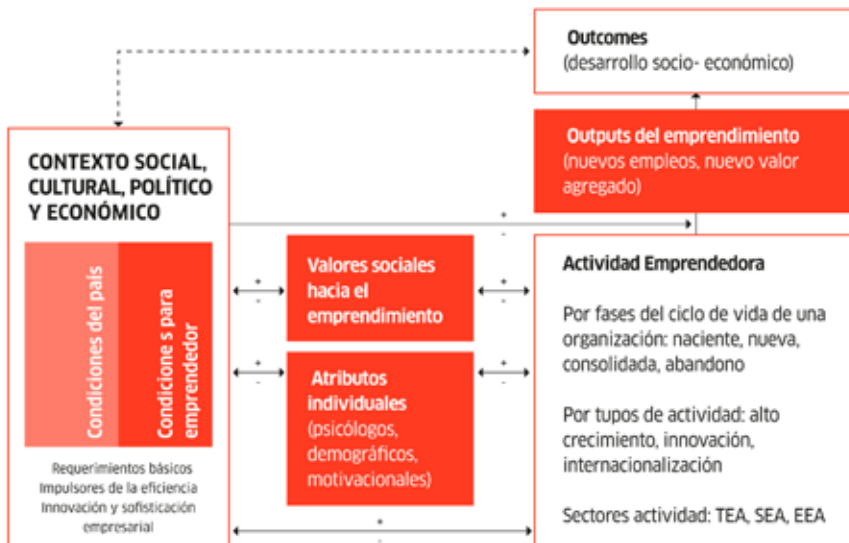 Outcomes
(desarrollo socio- económico)
Outputs del emprendimiento
(nuevos empleos, nuevo valor
agregado)
CONTEXTO SOCIAL,
CULTURAL, POLÍTICO
Y ECONÓMICO
Condiciones del país
Condicione s para
emprendedor
Requerimientos básicos
Impulsores de la eficiencia
Innovación y sofisticación
empresarial
+
-
Valores sociales
hacia el
emprendimiento
+
-
+
-
Atributos
individuales
(psicólogos,
demográficos,
motivacionales)
+
-
+
-
Actividad Emprendedora
Por fases del ciclo de vida de una
organización: naciente, nueva,
consolidada, abandono
Por tupos de actividad: alto
crecimiento, innovación,
internacionalización
Sectores actividad: TEA, SEA, EEA
+
-